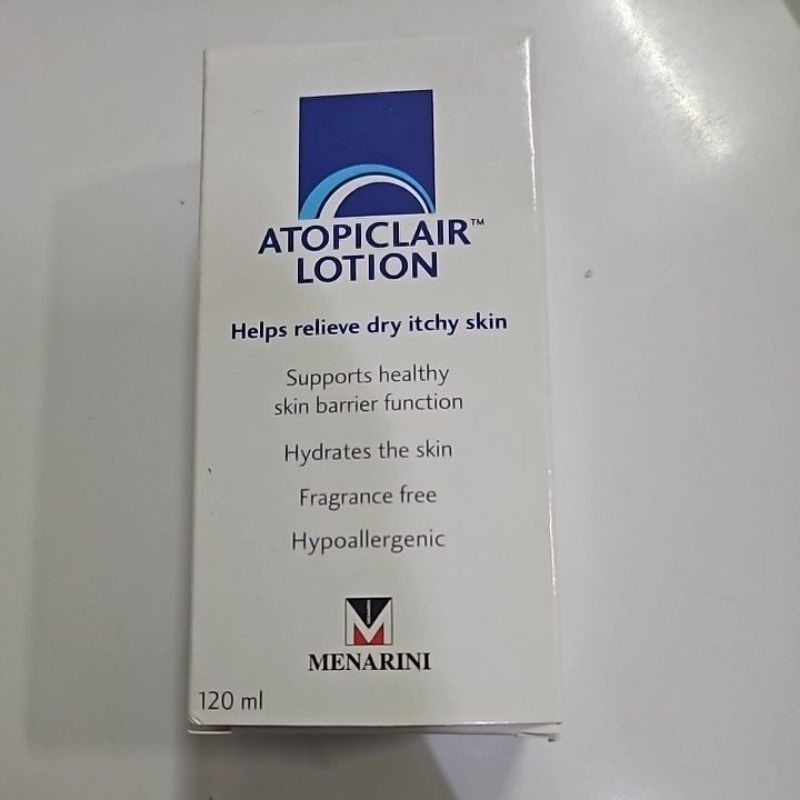 ATOPICLAIR™
LOTION
Helps relieve dry itchy skin
Supports healthy
skin barrier function
Hydrates the skin
Fragrance free
Hypoallergenic
MENARINI
120 ml